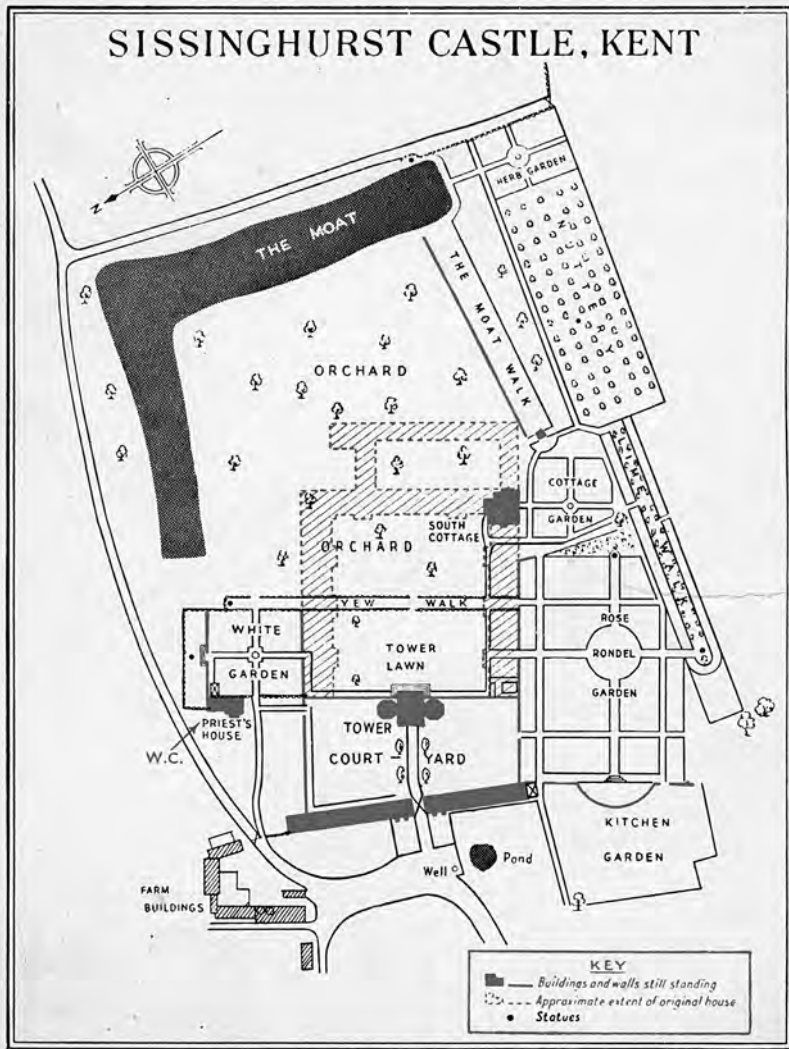 SISSINGHURST CASTLE, KENT
N
HERB GARDEN
THE MOAT
NUTTERY
THE MOAT WALK
ORCHARD
LIME WALK
COTTAGE
GARDEN
SOUTH
COTTAGE
ORCHARD
YEW WALK
WHITE
GARDEN
ROSE
RONDEL
GARDEN
TOWER
LAWN
PRIEST'S
HOUSE
W.C.
TOWER
COURT - YARD
KITCHEN
GARDEN
Well
Pond
FARM
BUILDINGS
KEY
Buildings and walls still standing
Approximate extent of original house
Statues